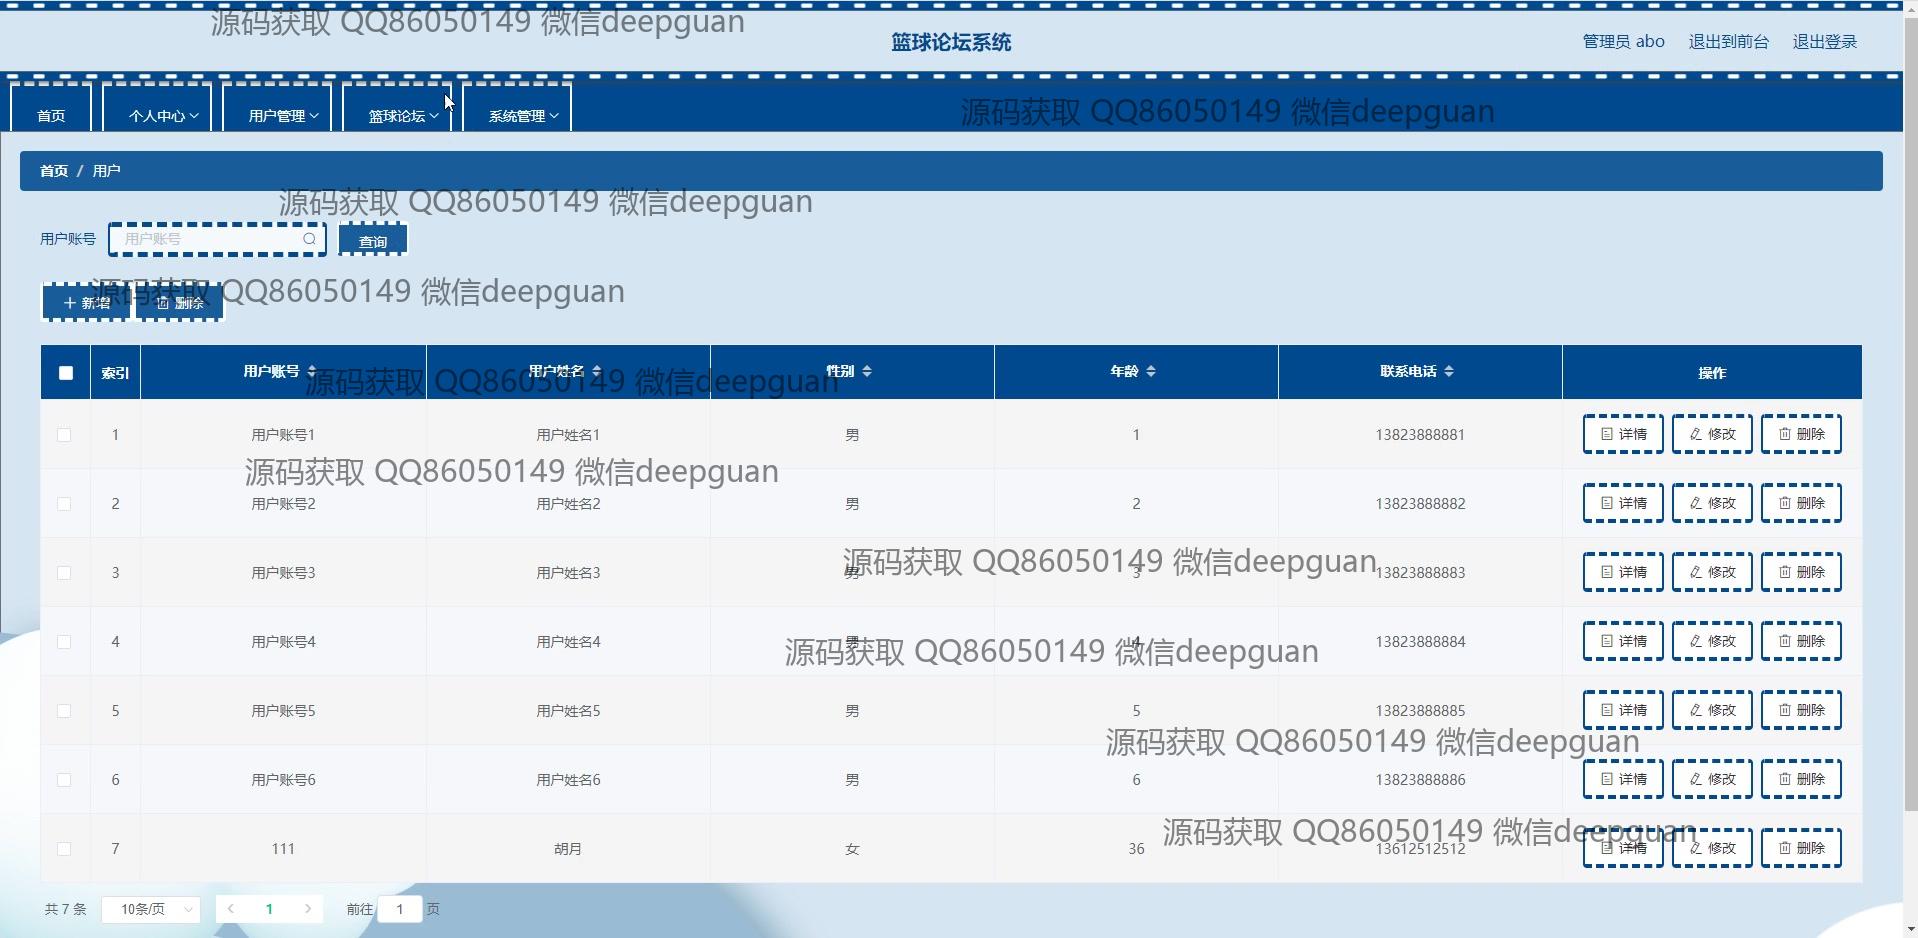 源码获取 QQ86050149 微信deepguan
篮球论坛系统
管理员 abo 退出到前台 退出登录
首页 个人中心 用户管理 篮球论坛 系统管理
源码获取 QQ86050149 微信deepguan
首页 / 用户
源码获取 QQ86050149 微信deepguan
用户账号 用户账号 查询
源码获取 QQ86050149 微信deepguan
新增 删除
索引 用户账号 用户姓名 性别 年龄 联系电话 操作
源码获取 QQ86050149 微信deepguan
1 用户账号1 用户姓名1 男 1 13823888881 详情 修改 删除
源码获取 QQ86050149 微信deepguan
2 用户账号2 用户姓名2 男 2 13823888882 详情 修改 删除
源码获取 QQ86050149 微信deepguan
3 用户账号3 用户姓名3 男 3 13823888883 详情 修改 删除
4 用户账号4 用户姓名4 男 4 13823888884 详情 修改 删除
源码获取 QQ86050149 微信deepguan
5 用户账号5 用户姓名5 男 5 13823888885 详情 修改 删除
源码获取 QQ86050149 微信deepguan
6 用户账号6 用户姓名6 男 6 13823888886 详情 修改 删除
源码获取 QQ86050149 微信deepguan
7 111 胡月 女 36 13612512512 详情 修改 删除
共 7 条 10条/页 1 前往 1 页